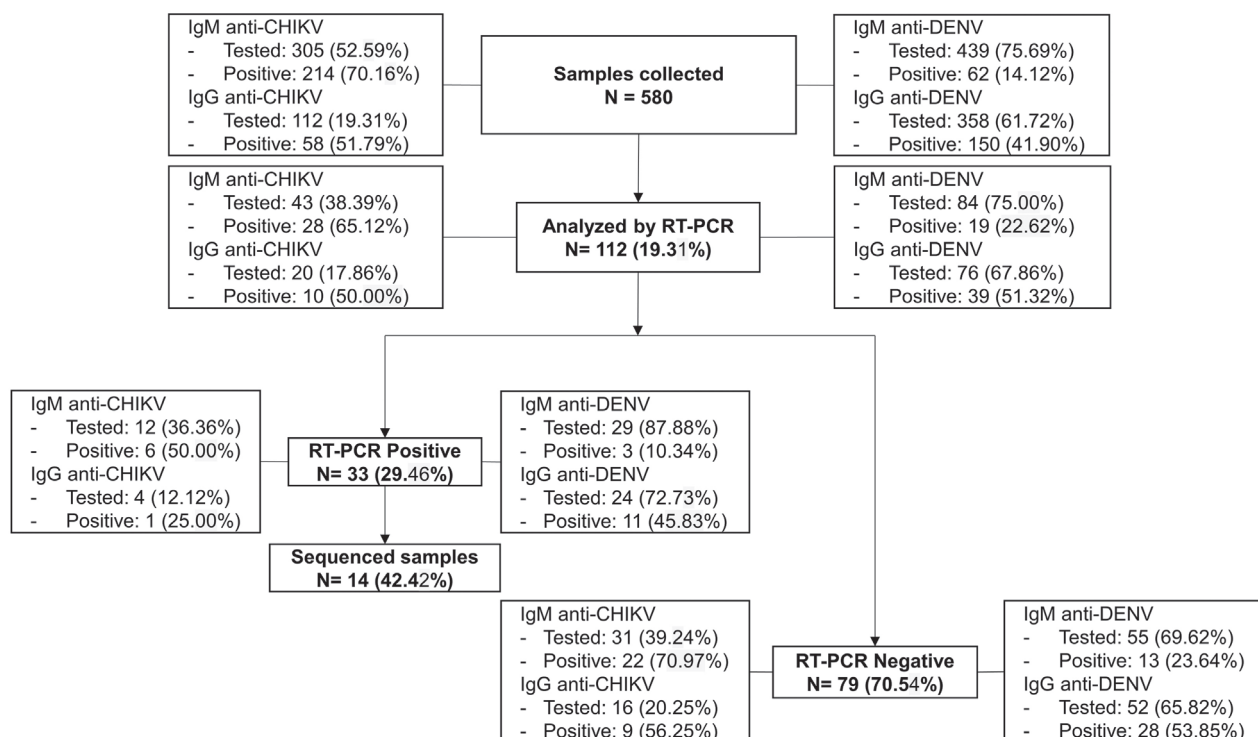 IgM anti-CHIKV
- Tested: 305 (52.59%)
- Positive: 214 (70.16%)
IgG anti-CHIKV
- Tested: 112 (19.31%)
- Positive: 58 (51.79%)
Samples collected
N = 580
IgM anti-DENV
- Tested: 439 (75.69%)
- Positive: 62 (14.12%)
IgG anti-DENV
- Tested: 358 (61.72%)
- Positive: 150 (41.90%)
IgM anti-CHIKV
- Tested: 43 (38.39%)
- Positive: 28 (65.12%)
IgG anti-CHIKV
- Tested: 20 (17.86%)
- Positive: 10 (50.00%)
Analyzed by RT-PCR
N= 112 (19.31%)
IgM anti-DENV
- Tested: 84 (75.00%)
- Positive: 19 (22.62%)
IgG anti-DENV
- Tested: 76 (67.86%)
- Positive: 39 (51.32%)
IgM anti-CHIKV
- Tested: 12 (36.36%)
- Positive: 6 (50.00%)
IgG anti-CHIKV
- Tested: 4 (12.12%)
- Positive: 1 (25.00%)
RT-PCR Positive
N= 33 (29.46%)
IgM anti-DENV
- Tested: 29 (87.88%)
- Positive: 3 (10.34%)
IgG anti-DENV
- Tested: 24 (72.73%)
- Positive: 11 (45.83%)
Sequenced samples
N= 14 (42.42%)
IgM anti-CHIKV
- Tested: 31 (39.24%)
- Positive: 22 (70.97%)
IgG anti-CHIKV
- Tested: 16 (20.25%)
- Positive: 9 (56.25%)
RT-PCR Negative
N= 79 (70.54%)
IgM anti-DENV
- Tested: 55 (69.62%)
- Positive: 13 (23.64%)
IgG anti-DENV
- Tested: 52 (65.82%)
- Positive: 28 (53.85%)